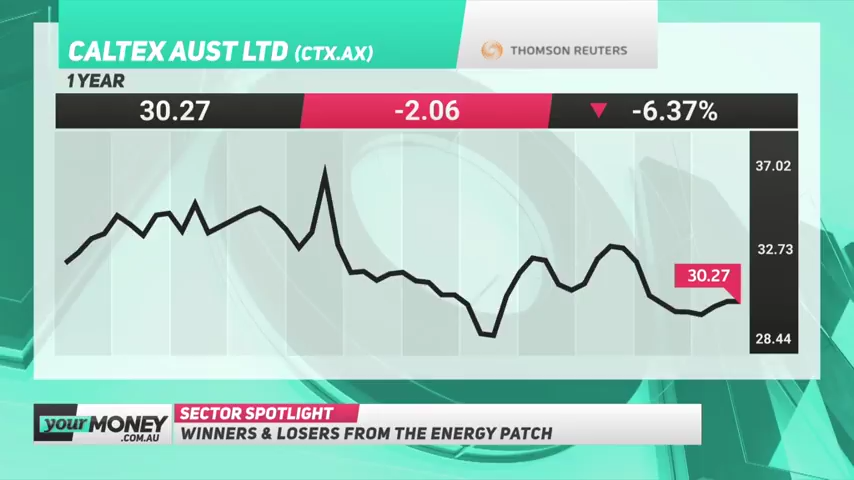 CALTEX AUST LTD (CTX.AX)
THOMSON REUTERS
1 YEAR
30.27
-2.06
-6.37%
37.02
32.73
30.27
28.44
yourMONEY
.COM.AU
SECTOR SPOTLIGHT
WINNERS & LOSERS FROM THE ENERGY PATCH